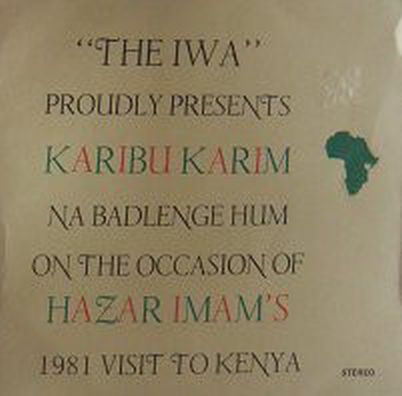 “THE IWA”
PROUDLY PRESENTS
KARIBU KARIM
NA BADLENGE HUM
ON THE OCCASION OF
HAZAR IMAM'S
1981 VISIT TO KENYA
STEREO